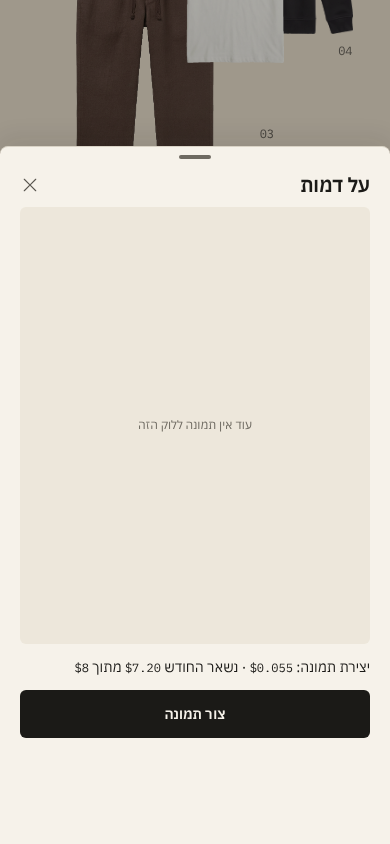 04
03
על דמות
עוד אין תמונה ללוק הזה
יצירת תמונה: $0.055 · נשאר החודש $7.20 מתוך $8
צור תמונה